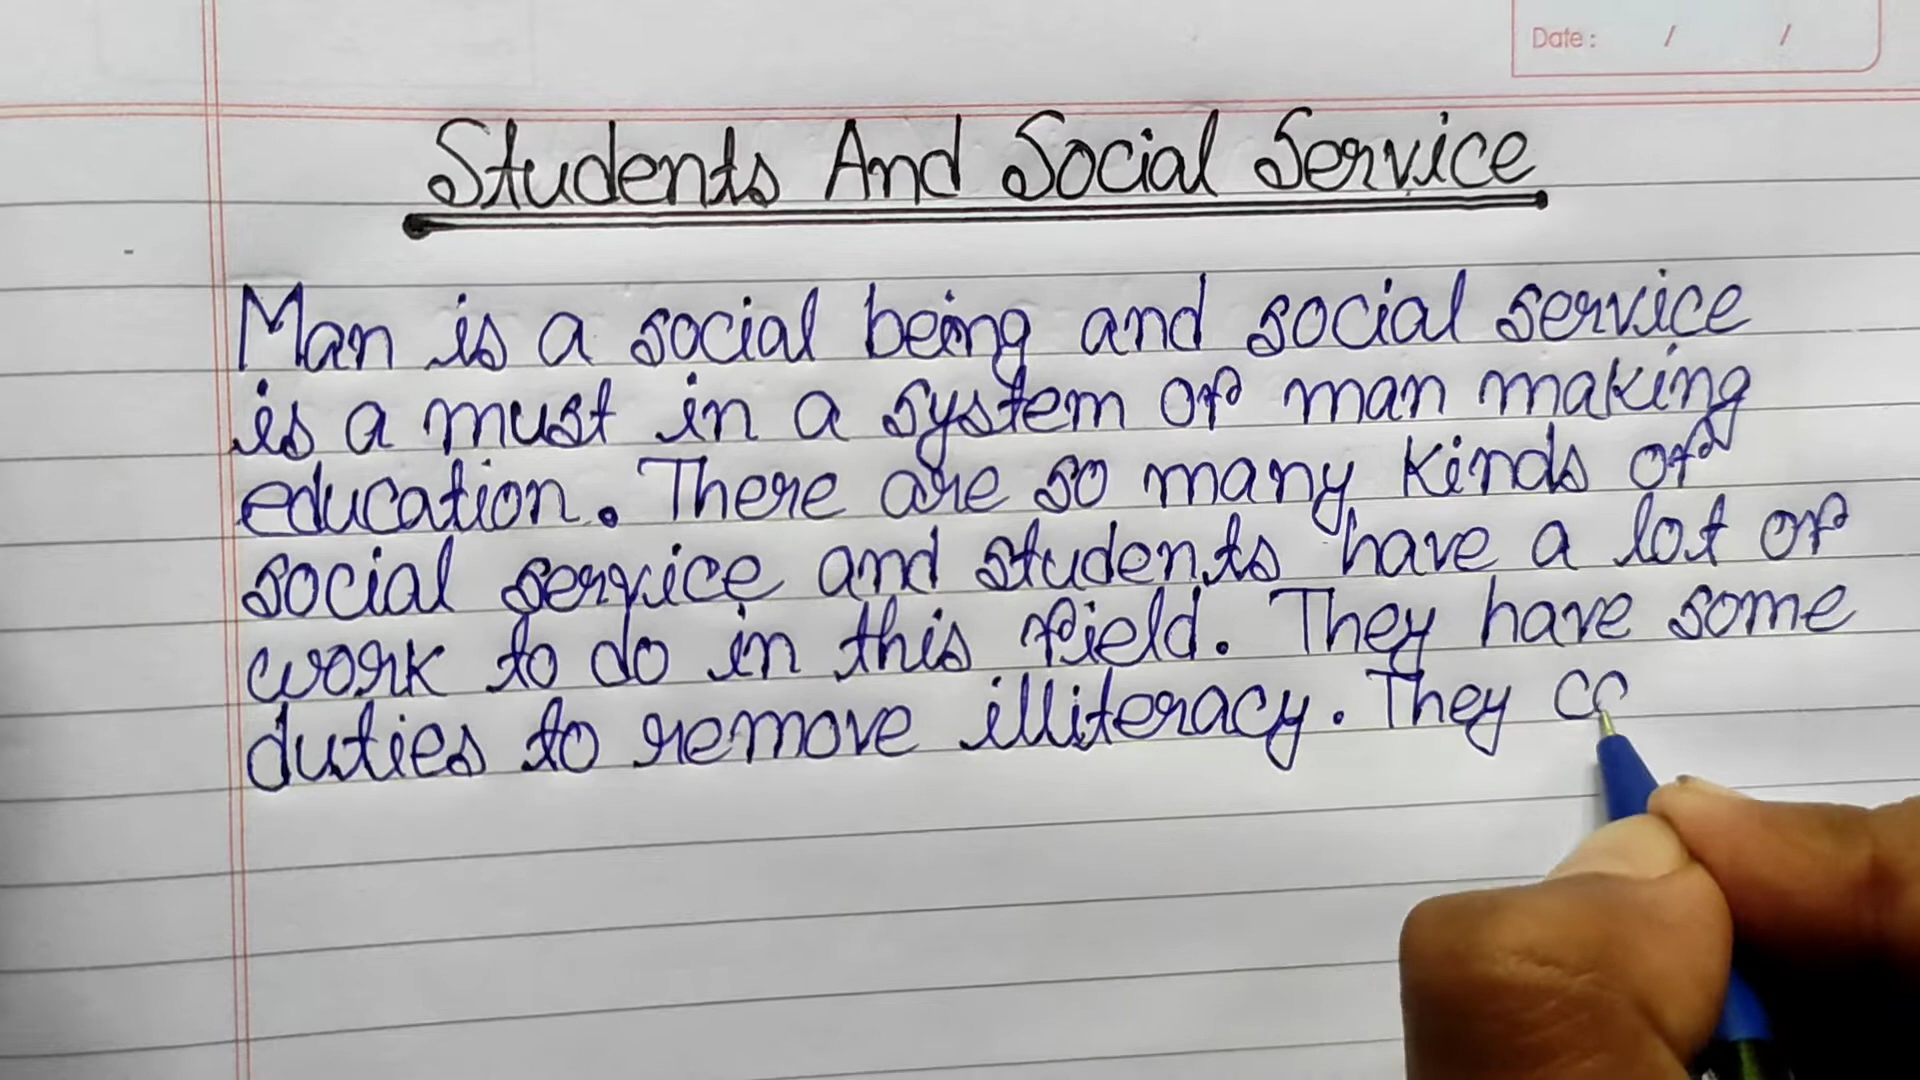 Date: / /
Students And Social Service
Man is a social being and social service
is a must in a system of man making
education. There are so many kinds of
social service and students have a lot of
work to do in this field. They have some
duties to remove illiteracy. They